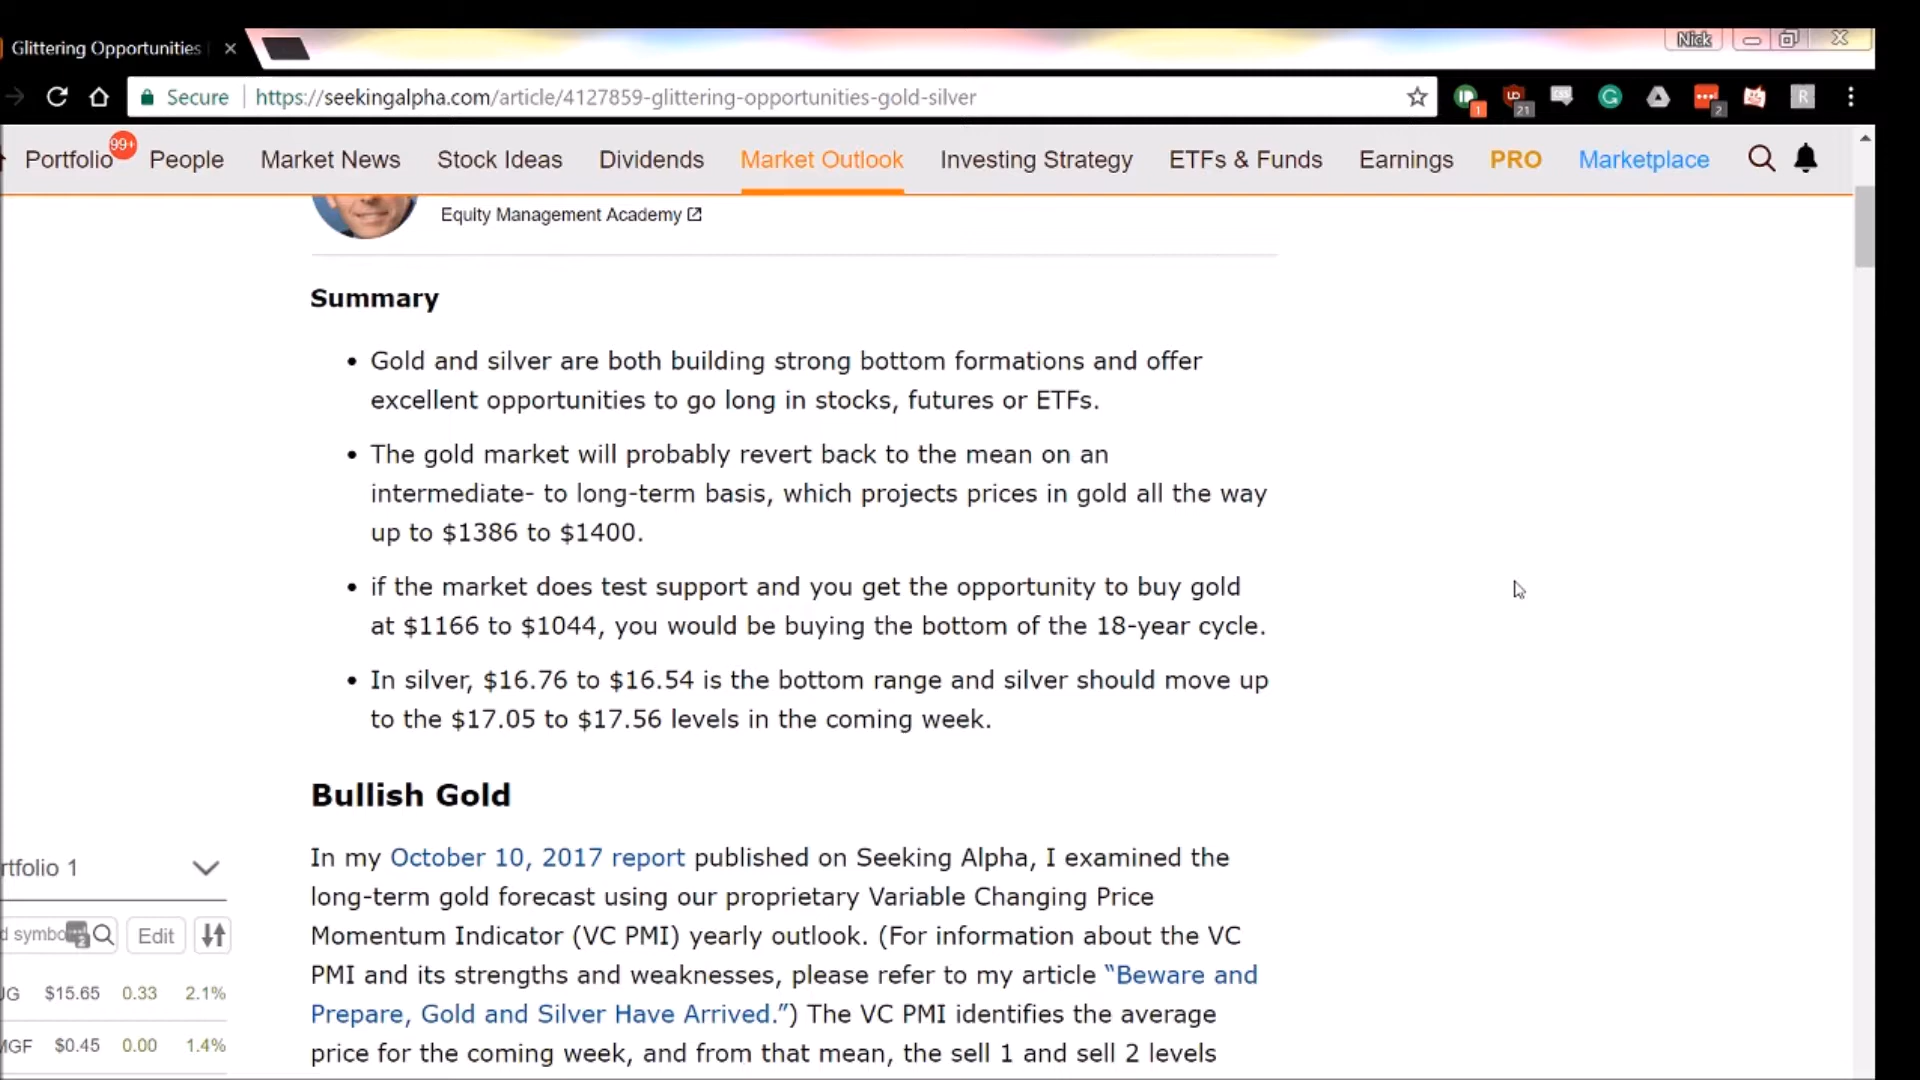 Glittering Opportunities
Nick
Secure
https://seekingalpha.com/article/4127859-glittering-opportunities-gold-silver
1
21
2
Portfolio 99+ People Market News Stock Ideas Dividends Market Outlook Investing Strategy ETFs & Funds Earnings PRO Marketplace
Equity Management Academy
Summary
• Gold and silver are both building strong bottom formations and offer
excellent opportunities to go long in stocks, futures or ETFs.
• The gold market will probably revert back to the mean on an
intermediate- to long-term basis, which projects prices in gold all the way
up to $1386 to $1400.
• if the market does test support and you get the opportunity to buy gold
at $1166 to $1044, you would be buying the bottom of the 18-year cycle.
• In silver, $16.76 to $16.54 is the bottom range and silver should move up
to the $17.05 to $17.56 levels in the coming week.
Bullish Gold
In my October 10, 2017 report published on Seeking Alpha, I examined the
long-term gold forecast using our proprietary Variable Changing Price
Momentum Indicator (VC PMI) yearly outlook. (For information about the VC
PMI and its strengths and weaknesses, please refer to my article “Beware and
Prepare, Gold and Silver Have Arrived.”) The VC PMI identifies the average
price for the coming week, and from that mean, the sell 1 and sell 2 levels
rtfolio 1
d symbo
Edit
$15.65 0.33 2.1%
MGF $0.45 0.00 1.4%